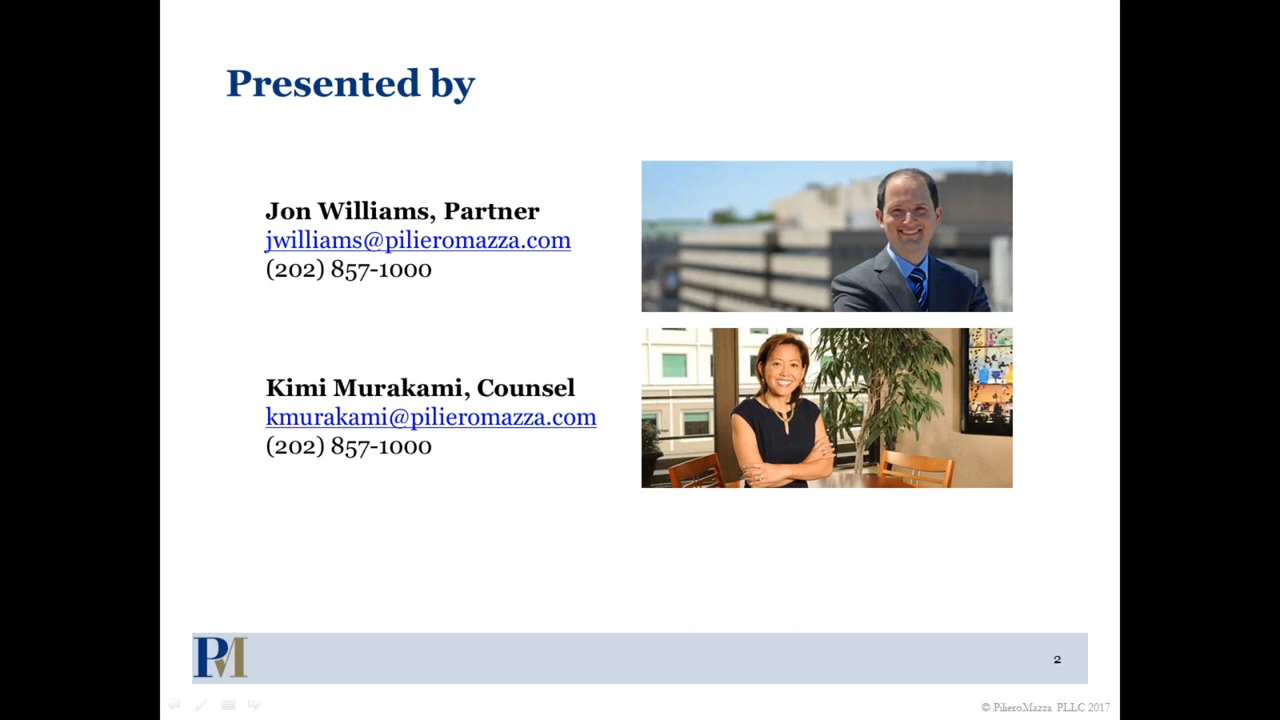 Presented by
Jon Williams, Partner
jwilliams@pilieromazza.com
(202) 857-1000
Kimi Murakami, Counsel
kmurakami@pilieromazza.com
(202) 857-1000
PM
2
© PilieroMazza PLLC 2017